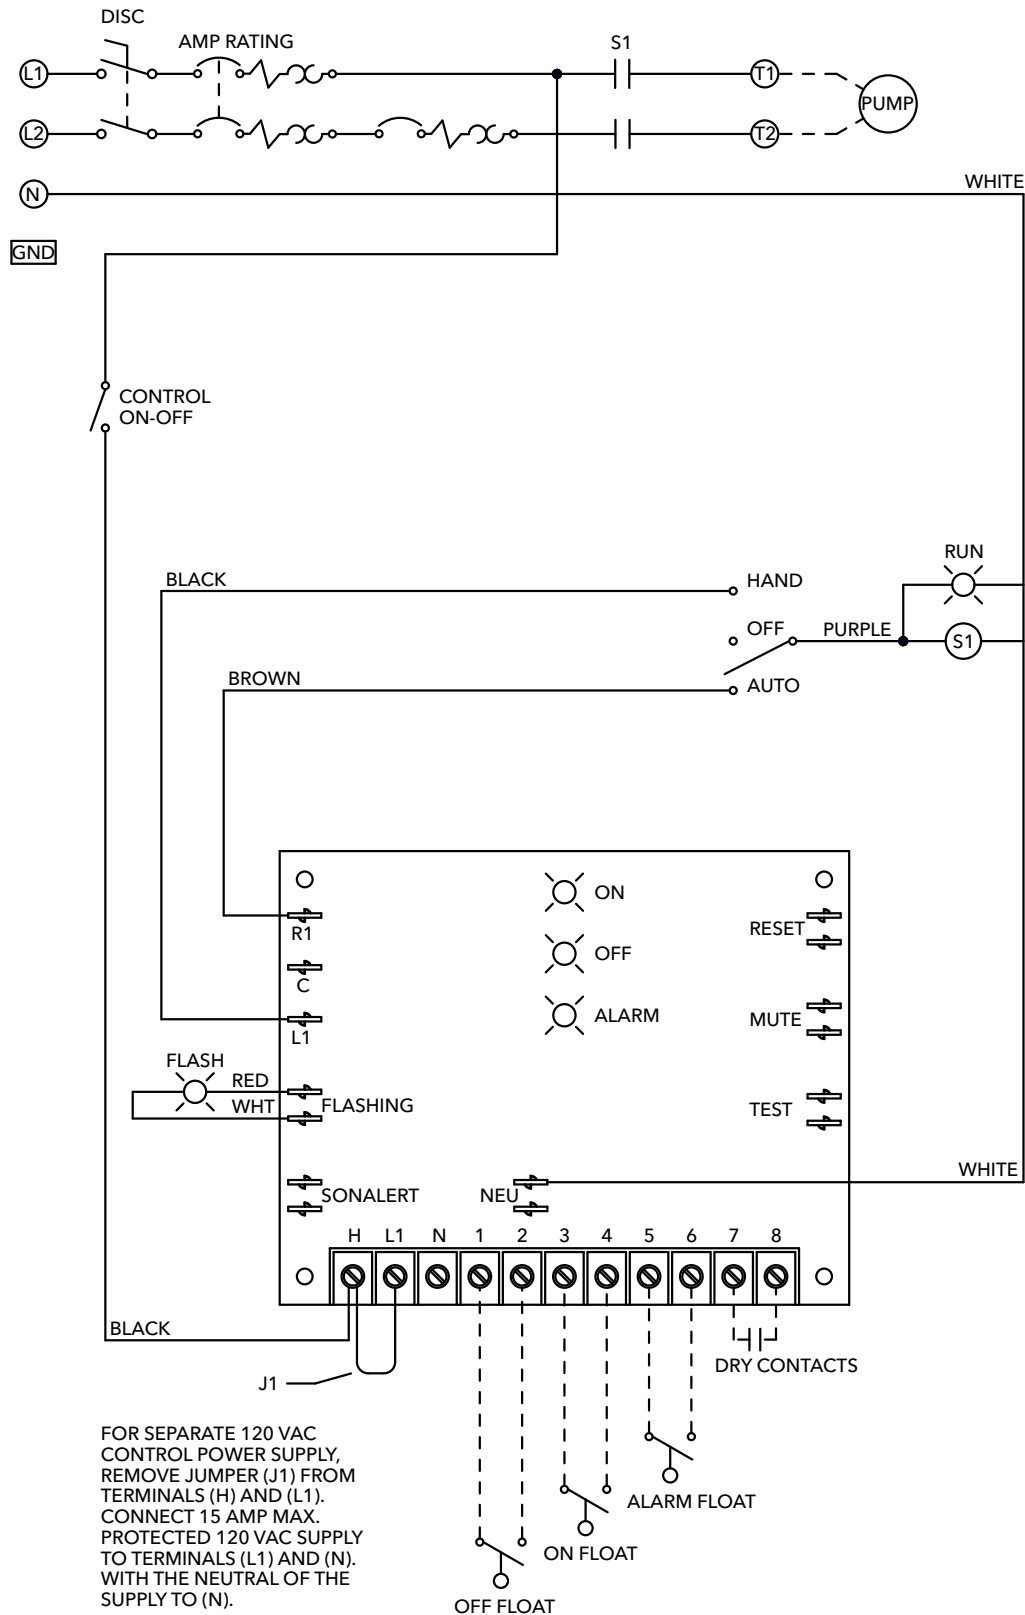 DISC
AMP RATING
S1
L1
T1
PUMP
L2
T2
N
WHITE
GND
CONTROL
ON-OFF
RUN
BLACK
HAND
OFF
PURPLE
S1
BROWN
AUTO
ON
R1
RESET
OFF
C
ALARM
MUTE
L1
FLASH
RED
WHT
FLASHING
TEST
WHITE
SONALERT
NEU
H L1 N 1 2 3 4 5 6 7 8
BLACK
DRY CONTACTS
J1
FOR SEPARATE 120 VAC
CONTROL POWER SUPPLY,
REMOVE JUMPER (J1) FROM
TERMINALS (H) AND (L1).
CONNECT 15 AMP MAX.
PROTECTED 120 VAC SUPPLY
TO TERMINALS (L1) AND (N).
WITH THE NEUTRAL OF THE
SUPPLY TO (N).
ALARM FLOAT
ON FLOAT
OFF FLOAT